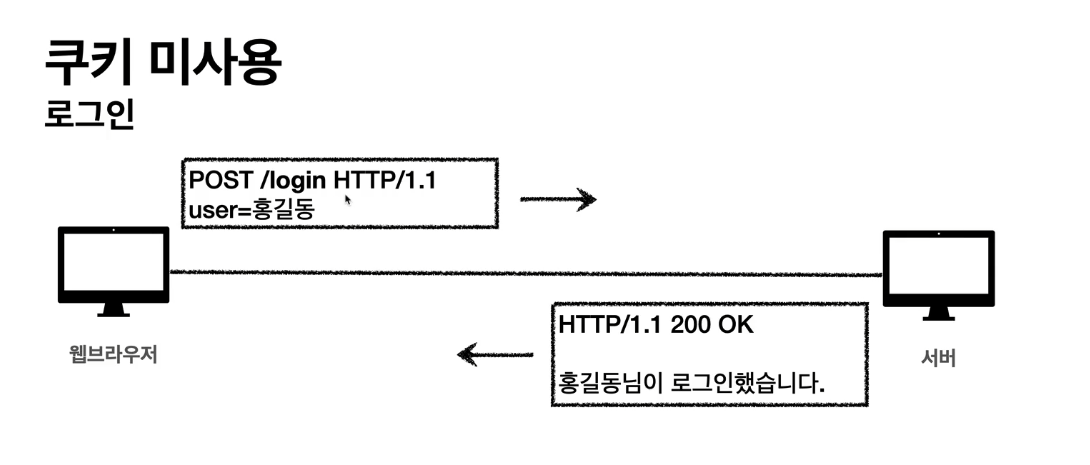 쿠키 미사용
로그인
POST /login HTTP/1.1
user=홍길동
웹브라우저
HTTP/1.1 200 OK
홍길동님이 로그인했습니다.
서버